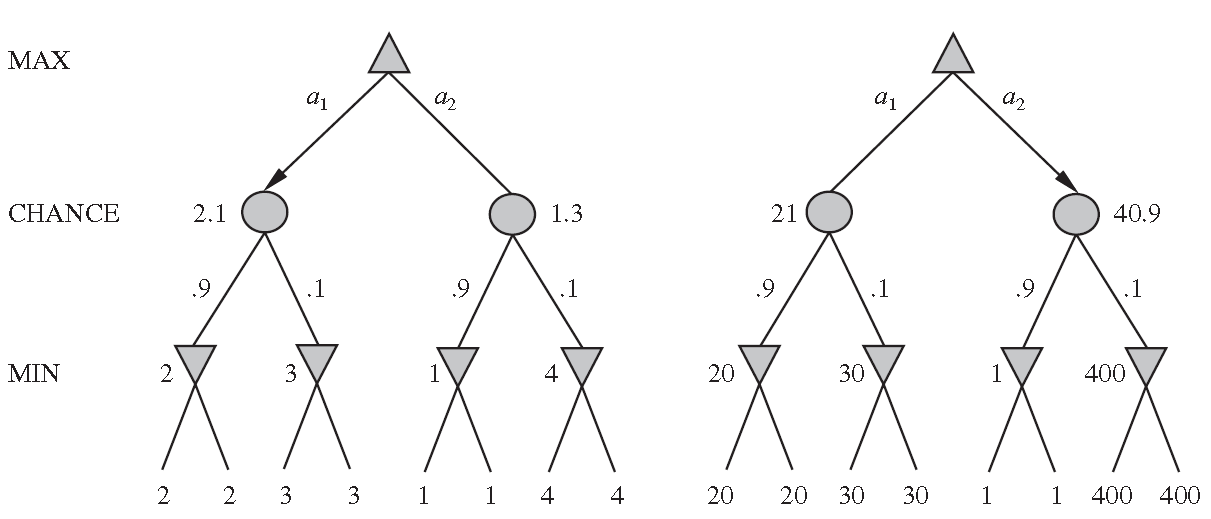 MAX
a1 a2 a1 a2
CHANCE 2.1 1.3 21 40.9
.9 .1 .9 .1 .9 .1 .9 .1
MIN 2 3 1 4 20 30 1 400
2 2 3 3 1 1 4 4 20 20 30 30 1 1 400 400